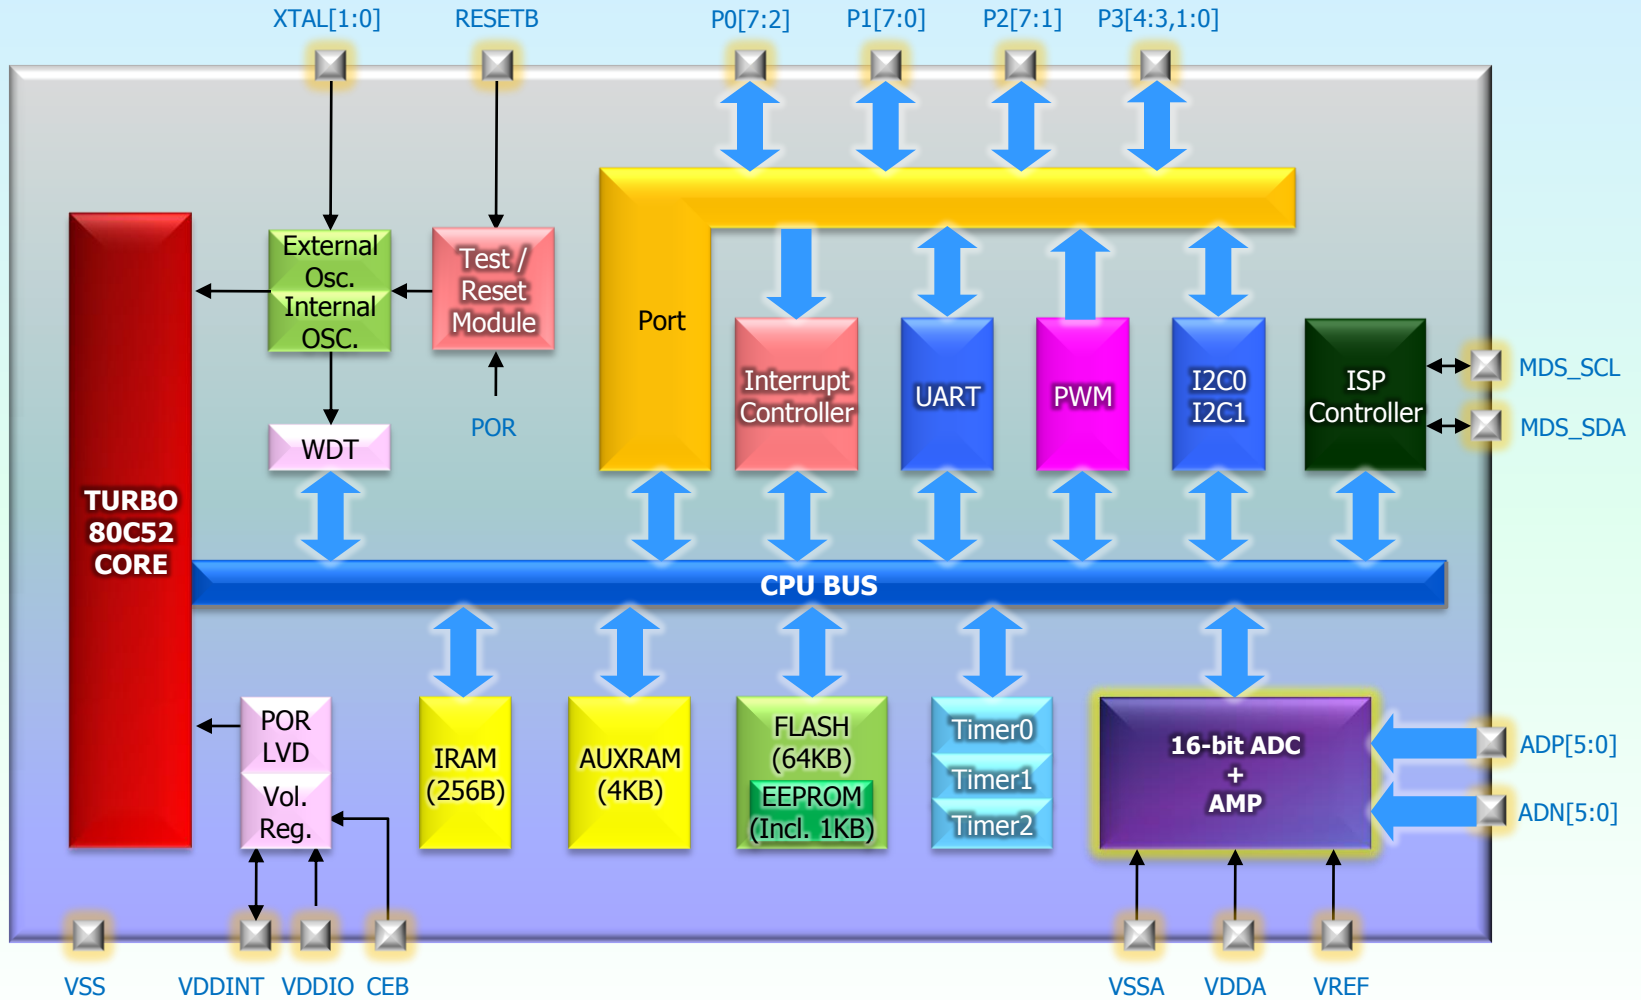 XTAL[1:0]
RESETB
P0[7:2]
P1[7:0]
P2[7:1]
P3[4:3,1:0]
External
Osc.
Internal
OSC.
Test /
Reset
Module
POR
WDT
Port
Interrupt
Controller
UART
PWM
I2C0
I2C1
ISP
Controller
MDS_SCL
MDS_SDA
TURBO
80C52
CORE
CPU BUS
POR
LVD
Vol.
Reg.
IRAM
(256B)
AUXRAM
(4KB)
FLASH
(64KB)
EEPROM
(Incl. 1KB)
Timer0
Timer1
Timer2
16-bit ADC
+
AMP
ADP[5:0]
ADN[5:0]
VSS
VDDINT
VDDIO
CEB
VSSA
VDDA
VREF